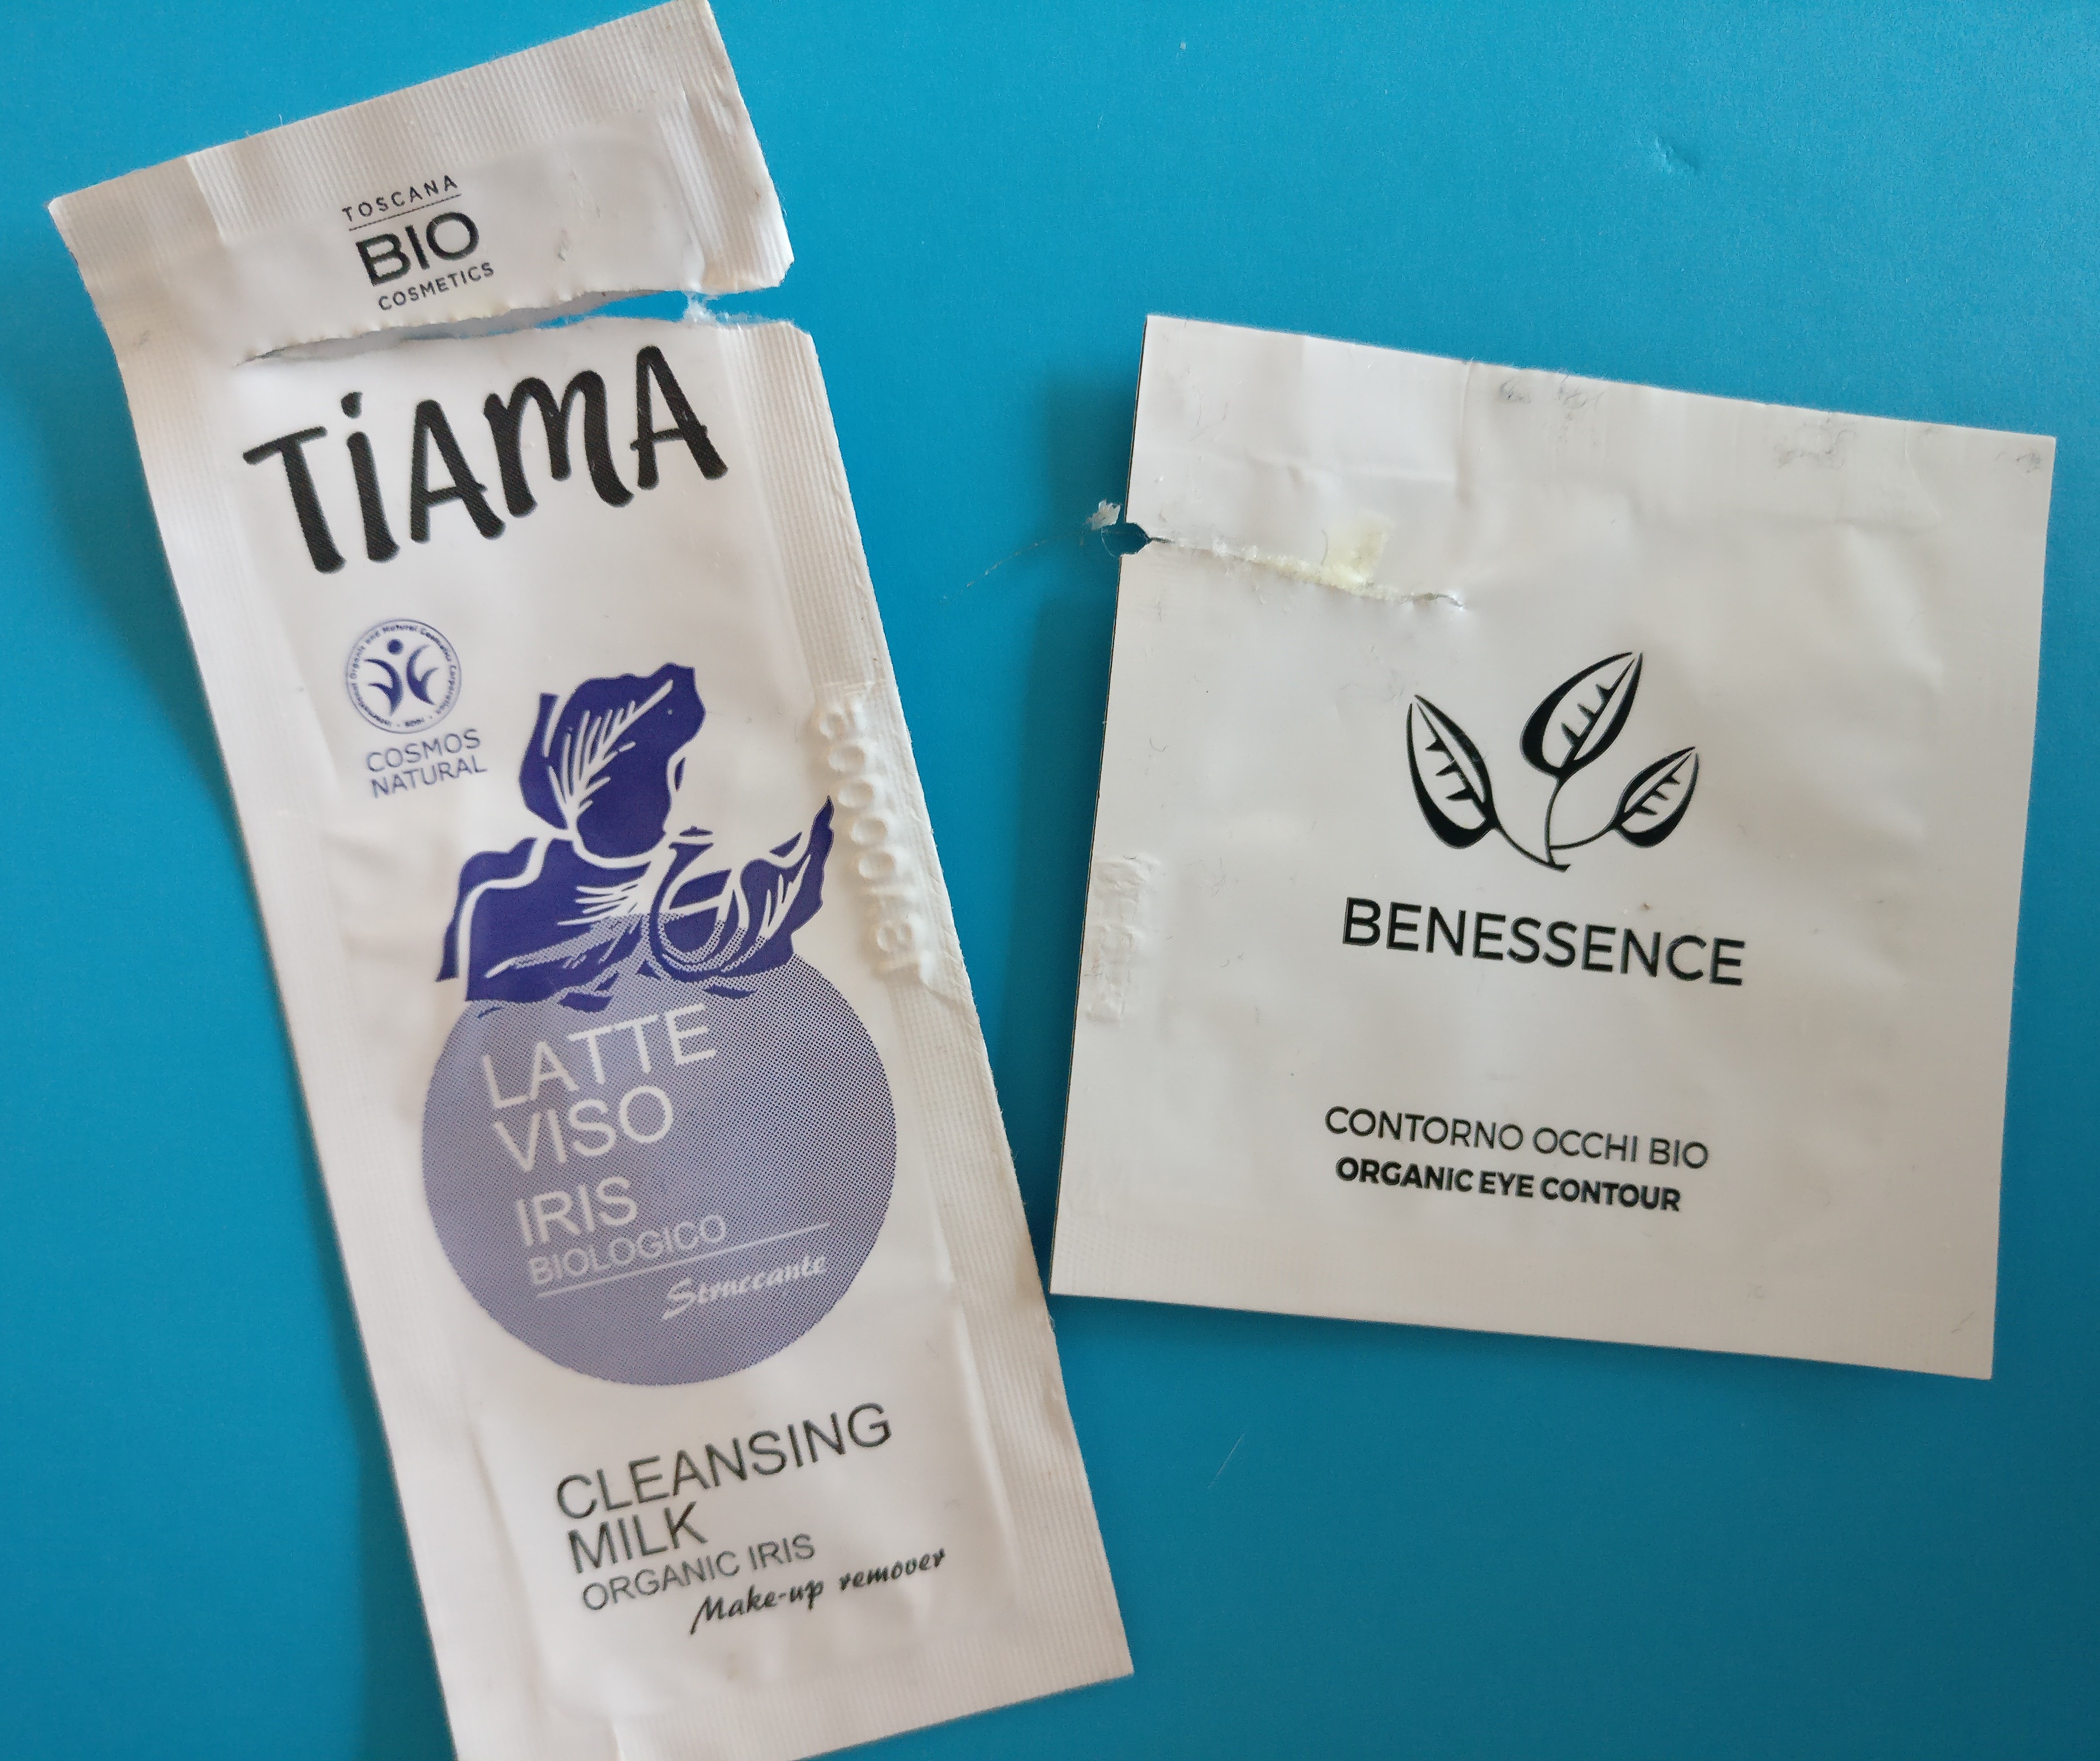 TOSCANA
BIO
COSMETICS
TiAMA
COSMOS
NATURAL
LATTE
VISO
IRIS
BIOLOGICO
Struccante
CLEANSING
MILK
ORGANIC IRIS
Make-up remover
BENESSENCE
CONTORNO OCCHI BIO
ORGANIC EYE CONTOUR